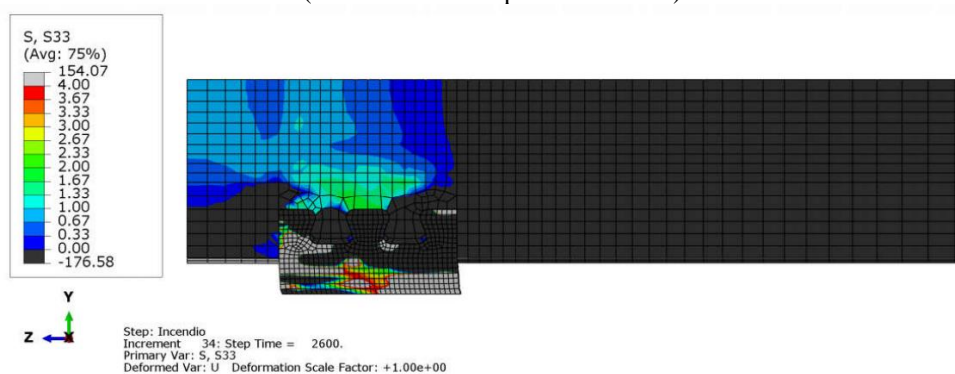 S, S33
(Avg: 75%)
154.07
4.00
3.67
3.33
3.00
2.67
2.33
2.00
1.67
1.33
1.00
0.67
0.33
0.00
-176.58
Y
Z
X
Step: Incendio
Increment 34: Step Time = 2600.
Primary Var: S, S33
Deformed Var: U Deformation Scale Factor: +1.00e+00